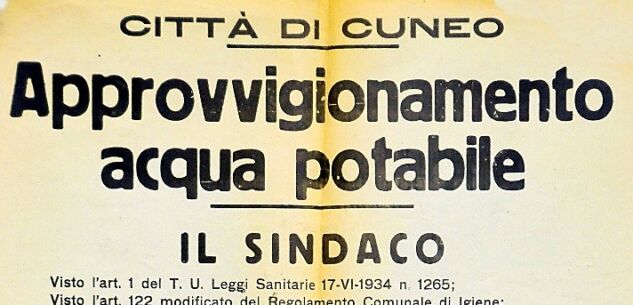 CITTÀ DI CUNEO
Approvvigionamento
acqua potabile
IL SINDACO
Visto l'art. 1 del T. U. Leggi Sanitarie 17-VI-1934 n. 1265;
Visto l'art. 122 modificato del Regolamento Comunale di Igiene;